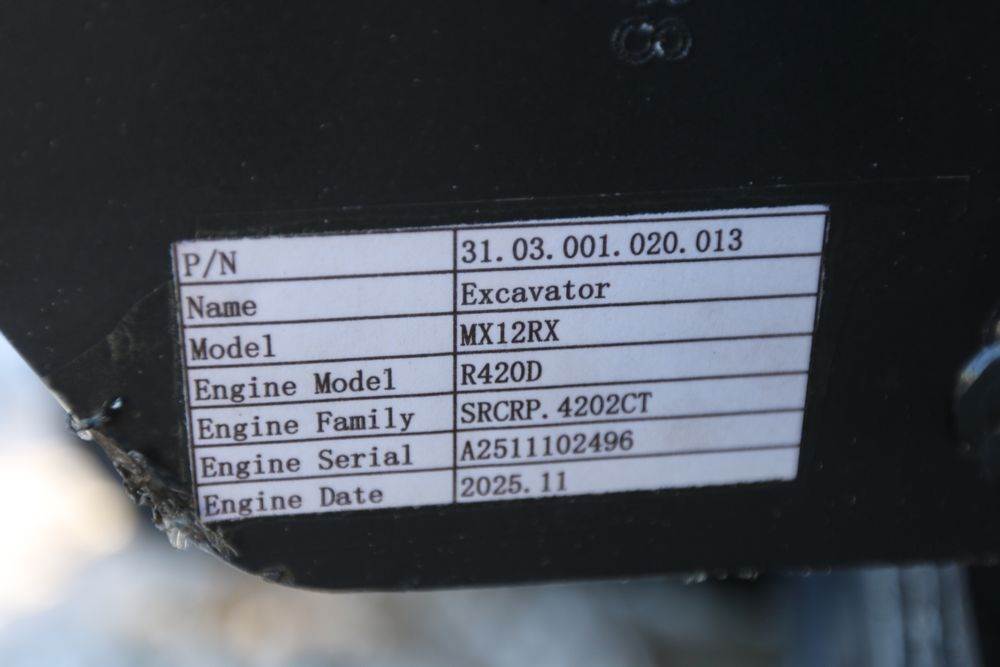 P/N 31.03.001.020.013
Name Excavator
Model MX12RX
Engine Model R420D
Engine Family SRCRP.4202CT
Engine Serial A2511102496
Engine Date 2025.11